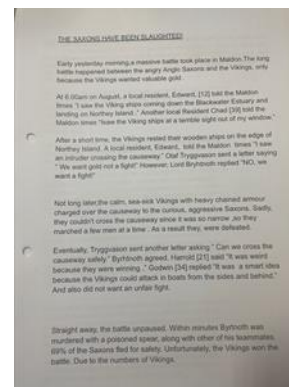 THE SAXONS HAVE BEEN SLAUGHTED!
Early yesterday morning,a massive battle took place in Maldon.The long
battle happened between the angry Anglo Saxons and the Vikings, only
because the Vikings wanted valuable gold .
At 6.00am on August, a local resident, Edward, [12] told the Maldon
times "I saw the Viking ships coming down the Blackwater Estuary and
landing on Northey Island ." Another local Resident Chad [39] told the
Maldon times "leave the Viking ships at a terrible sight out of my window."
After a short time, the Vikings rested their wooden ships on the edge of
Northey Island. A local resident, Edward, told the Maldon times "I saw
an intruder crossing the causeway." Olaf Tryggvason sent a letter saying
" We want gold not a fight!" However, Lord Bryhtnoth replied "NO, we
want a fight!"
Not long later,the calm, sea-sick Vikings with heavy chained armour
charged over the causeway to the curious, aggressive Saxons. Sadly,
they couldn't cross the causeway since it was so narrow ,so they
marched a few men at a time . As a result they, were defeated.
Eventually, Tryggvason sent another letter asking " Can we cross the
causeway safely." Byrhtnoth agreed, Harrold [21] said "It was weird
because they were winning ." Godwin [34] replied "It was a smart idea
because the Vikings could attack in boats from the sides and behind."
And also did not want an unfair fight.
Straight away, the battle unpaused. Within minutes Byrtnoth was
murdered with a poisoned spear, along with other of his teammates.
69% of the Saxons fled for safety. Unfortunately, the Vikings won the
battle. Due to the numbers of Vikings.